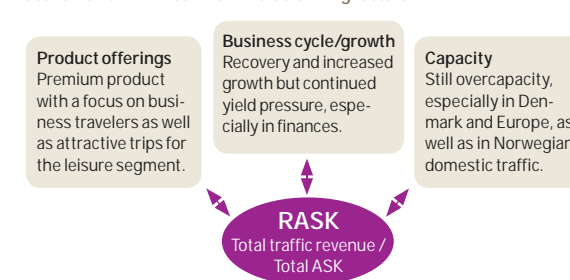 Product offerings
Premium product
with a focus on busi-
ness travelers as well
as attractive trips for
the leisure segment.
Business cycle/growth
Recovery and increased
growth but continued
yield pressure, espe-
cially in finances.
Capacity
Still overcapacity,
especially in Den-
mark and Europe, as
well as in Norwegian
domestic traffic.
RASK
Total traffic revenue /
Total ASK